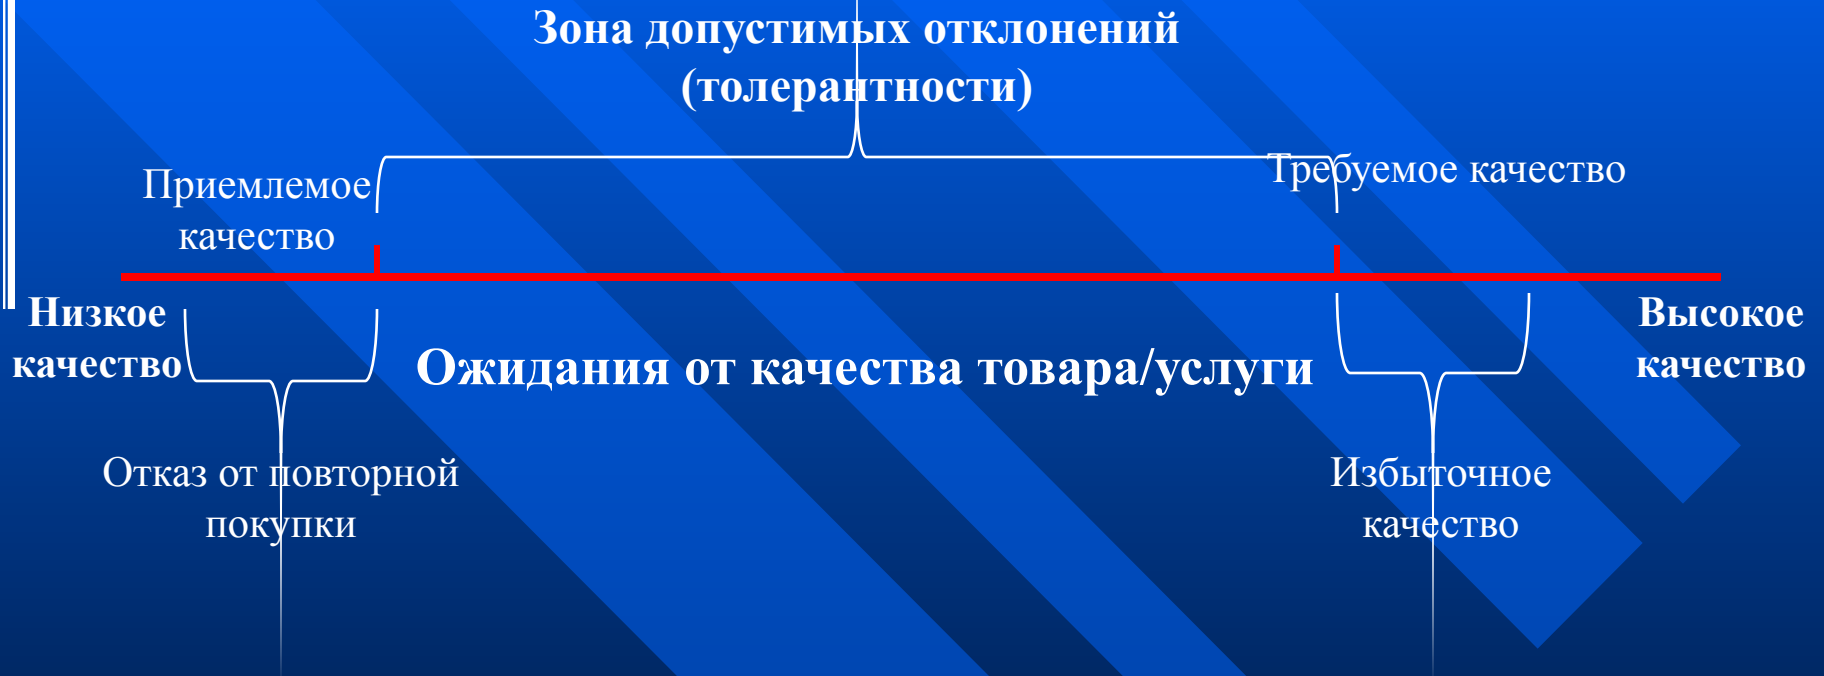 Зона допустимых отклонений
(толерантности)
Приемлемое
качество
Требуемое качество
Низкое
качество
Ожидания от качества товара/услуги
Высокое
качество
Отказ от повторной
покупки
Избыточное
качество